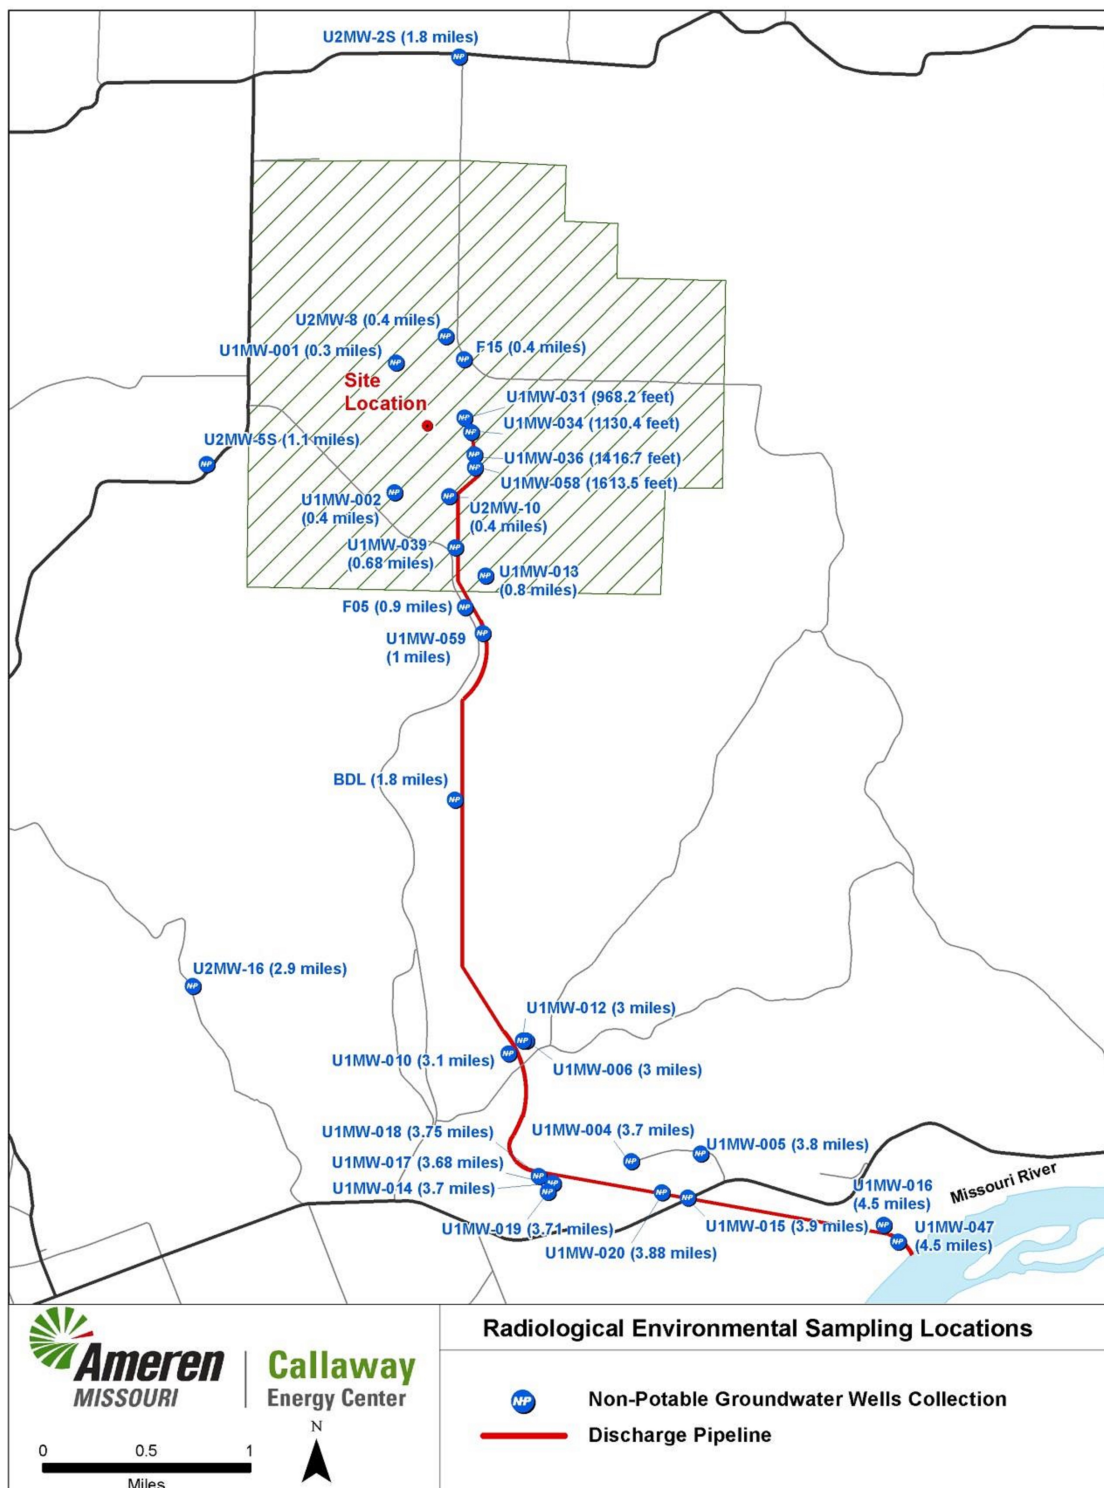 U2MW-2S (1.8 miles)
U2MW-8 (0.4 miles)
U1MW-001 (0.3 miles)
F15 (0.4 miles)
Site
Location
U1MW-031 (968.2 feet)
U1MW-034 (1130.4 feet)
U2MW-5S (1.1 miles)
U1MW-036 (1416.7 feet)
U1MW-058 (1613.5 feet)
U1MW-002
(0.4 miles)
U2MW-10
(0.4 miles)
U1MW-039
(0.68 miles)
U1MW-013
(0.8 miles)
F05 (0.9 miles)
U1MW-059
(1 miles)
BDL (1.8 miles)
U2MW-16 (2.9 miles)
U1MW-012 (3 miles)
U1MW-010 (3.1 miles)
U1MW-006 (3 miles)
U1MW-018 (3.75 miles)
U1MW-004 (3.7 miles)
U1MW-005 (3.8 miles)
U1MW-017 (3.68 miles)
U1MW-014 (3.7 miles)
Missouri River
U1MW-016
(4.5 miles)
U1MW-019 (3.71 miles)
U1MW-015 (3.9 miles)
U1MW-047
(4.5 miles)
U1MW-020 (3.88 miles)
Ameren
MISSOURI
Callaway
Energy Center
N
0 0.5 1
Miles
Radiological Environmental Sampling Locations
NP Non-Potable Groundwater Wells Collection
Discharge Pipeline